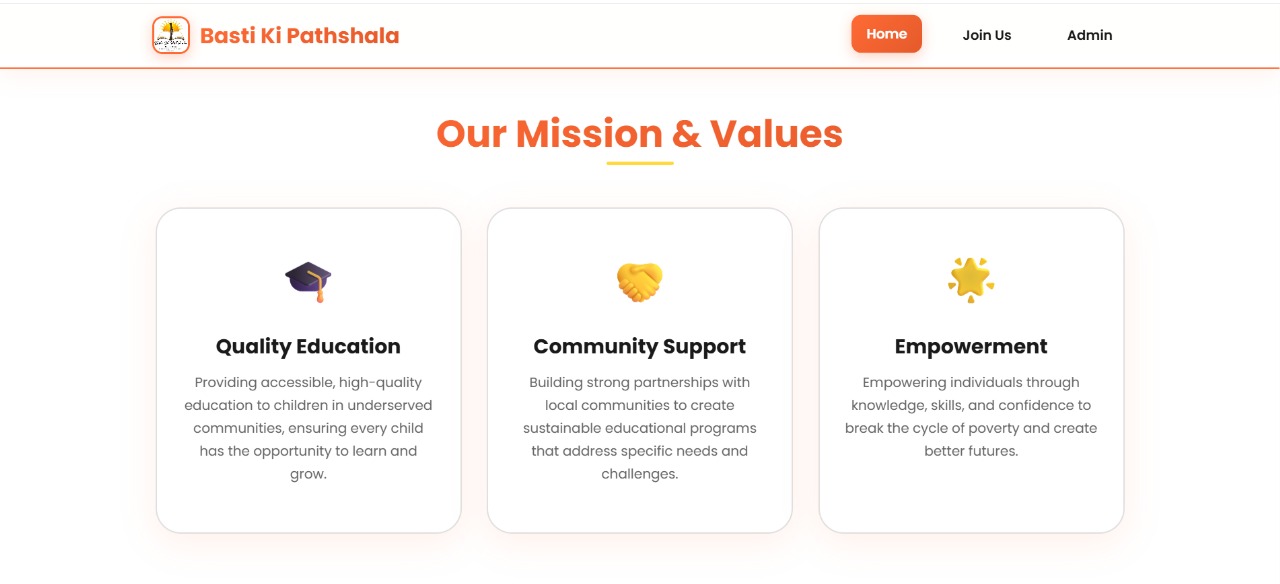 Basti Ki Pathshala
Home
Join Us
Admin
Our Mission & Values
Quality Education
Providing accessible, high-quality
education to children in underserved
communities, ensuring every child
has the opportunity to learn and
grow.
Community Support
Building strong partnerships with
local communities to create
sustainable educational programs
that address specific needs and
challenges.
Empowerment
Empowering individuals through
knowledge, skills, and confidence to
break the cycle of poverty and create
better futures.